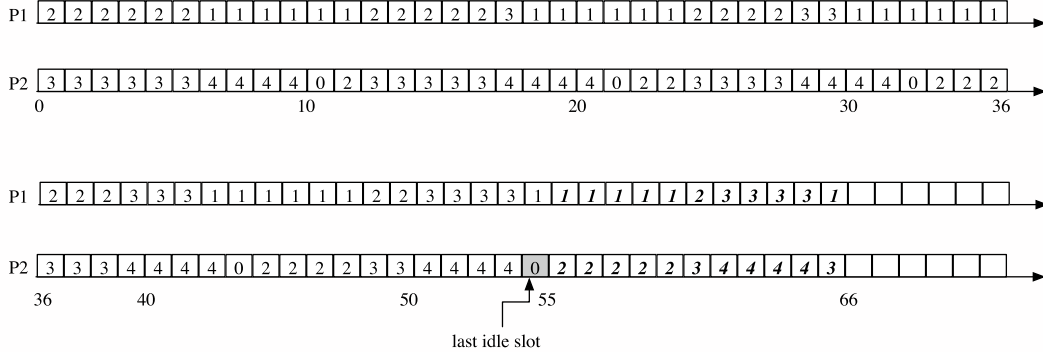 P1 2 2 2 2 2 2 1 1 1 1 1 1 2 2 2 2 2 3 1 1 1 1 1 1 2 2 2 2 3 3 1 1 1 1 1 1
P2 3 3 3 3 3 3 4 4 4 4 0 2 3 3 3 3 3 4 4 4 4 0 2 2 3 3 3 3 4 4 4 4 0 2 2 2
0 10 20 30 36
P1 2 2 2 3 3 3 1 1 1 1 1 1 2 2 3 3 3 3 1 1 1 1 1 1 2 3 3 3 3 1
P2 3 3 3 4 4 4 4 0 2 2 2 2 3 3 4 4 4 4 0 2 2 2 2 2 3 4 4 4 4 3
36 40 50 55 66
last idle slot